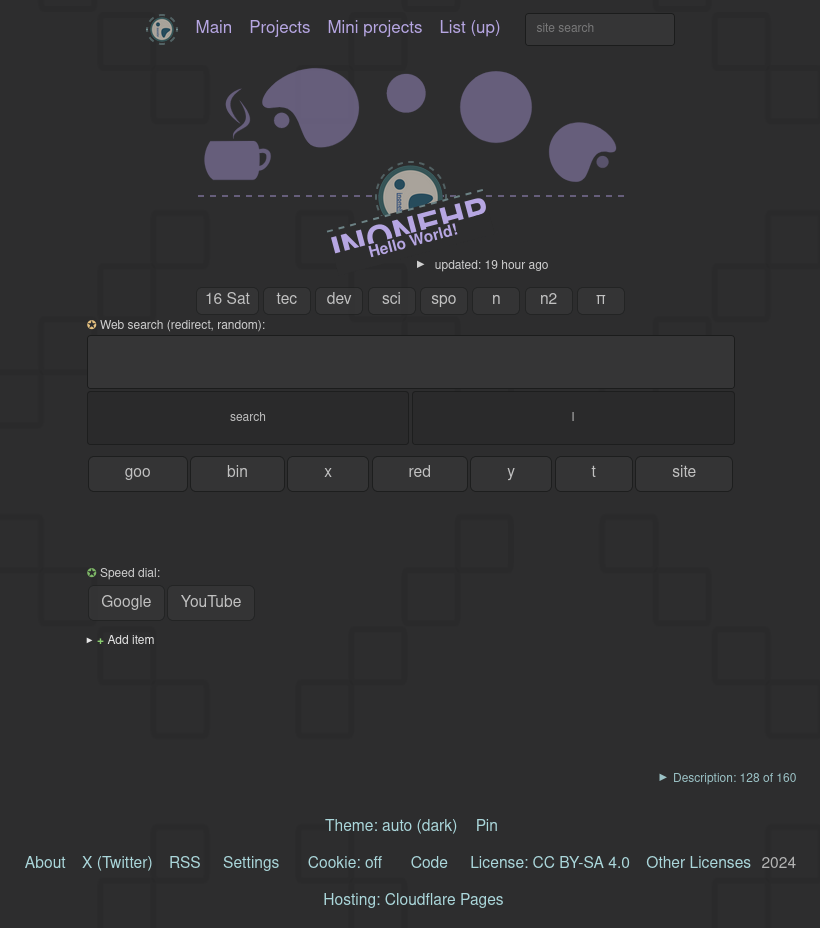 Main Projects Mini projects List (up) site search
INONEHP
Hello World!
► updated: 19 hour ago
16 Sat tec dev sci spo n n2 π
✪ Web search (redirect, random):
search I
goo bin x red y t site
✪ Speed dial:
Google YouTube
▸ + Add item
► Description: 128 of 160
Theme: auto (dark) Pin
About X (Twitter) RSS Settings Cookie: off Code License: CC BY-SA 4.0 Other Licenses 2024
Hosting: Cloudflare Pages